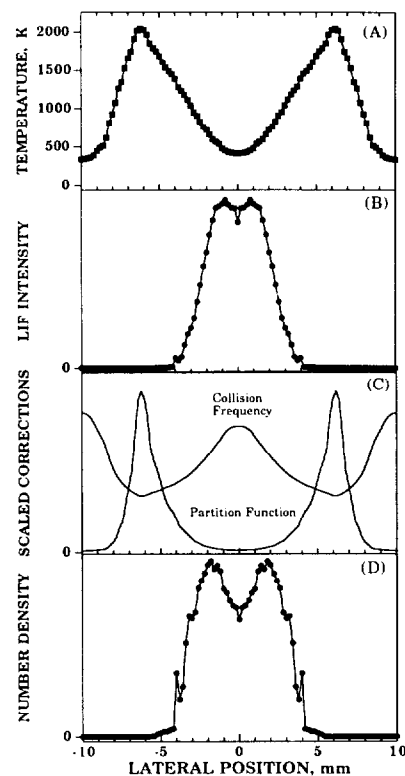 (A)
TEMPERATURE, K
2000
1500
1000
500
0
(B)
LIF INTENSITY
0
(C)
SCALED CORRECTIONS
Collision
Frequency
Partition Function
0
(D)
NUMBER DENSITY
0
-10 -5 0 5 10
LATERAL POSITION, mm